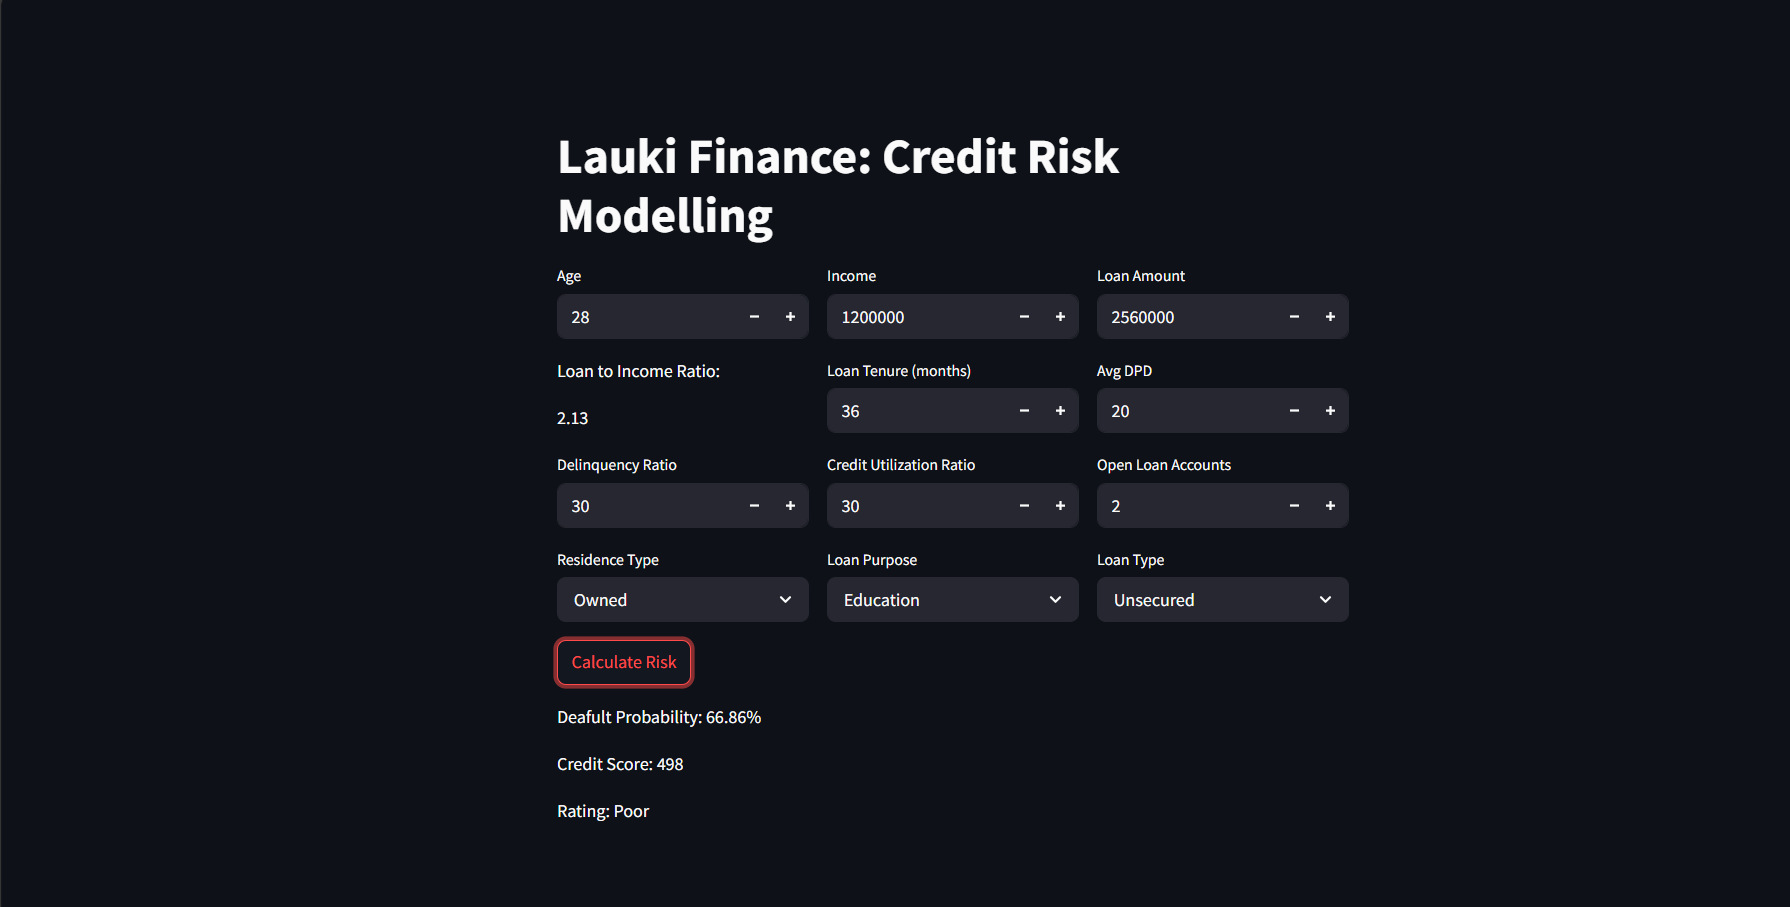 Lauki Finance: Credit Risk
Modelling
Age
Income
Loan Amount
28
1200000
2560000
Loan to Income Ratio:
Loan Tenure (months)
Avg DPD
2.13
36
20
Delinquency Ratio
Credit Utilization Ratio
Open Loan Accounts
30
30
2
Residence Type
Loan Purpose
Loan Type
Owned
Education
Unsecured
Calculate Risk
Deafult Probability: 66.86%
Credit Score: 498
Rating: Poor